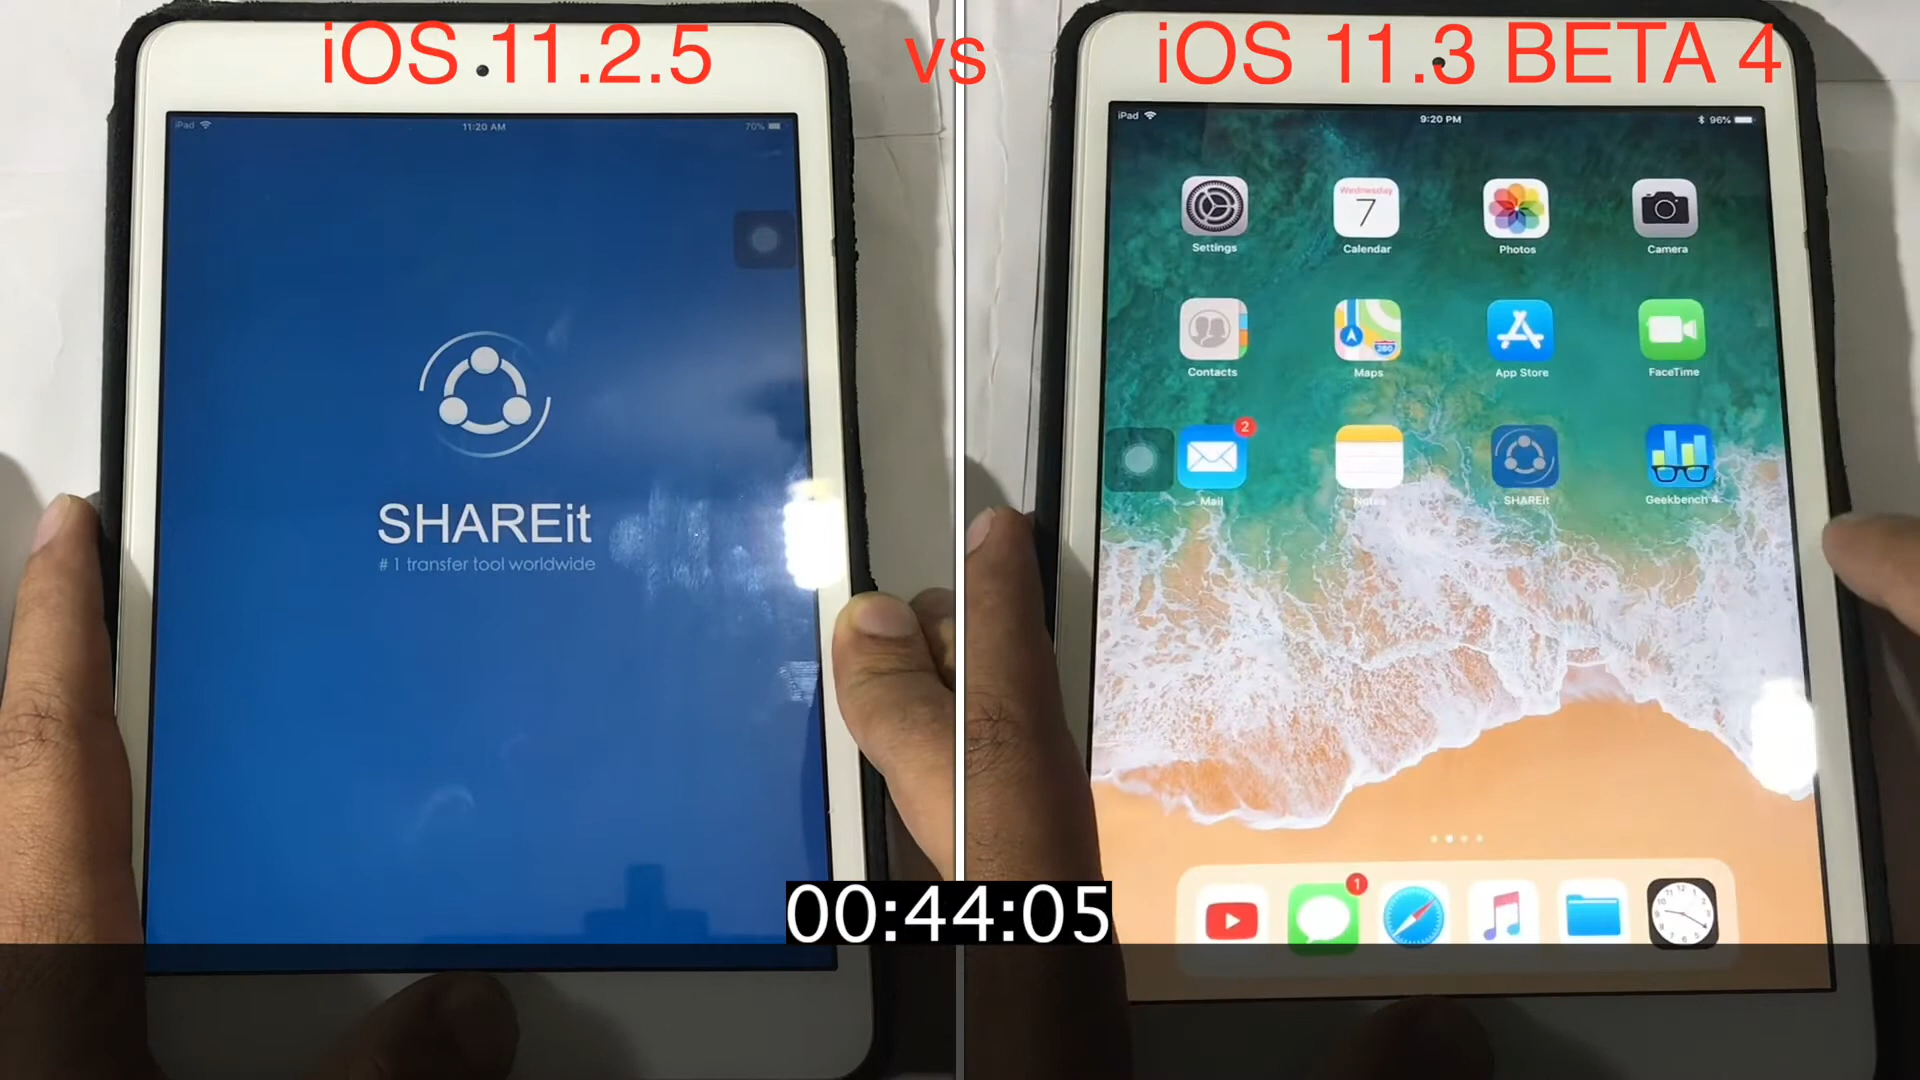 iOS 11.2.5
vs
iOS 11.3 BETA 4
iPad
11:20 AM
70%
SHAREit
#1 transfer tool worldwide
iPad
9:20 PM
96%
Settings
Wednesday
7
Calendar
Photos
Camera
Contacts
280
Maps
App Store
FaceTime
2
Mail
Notes
SHAREit
Geekbench 4
1
00:44:05